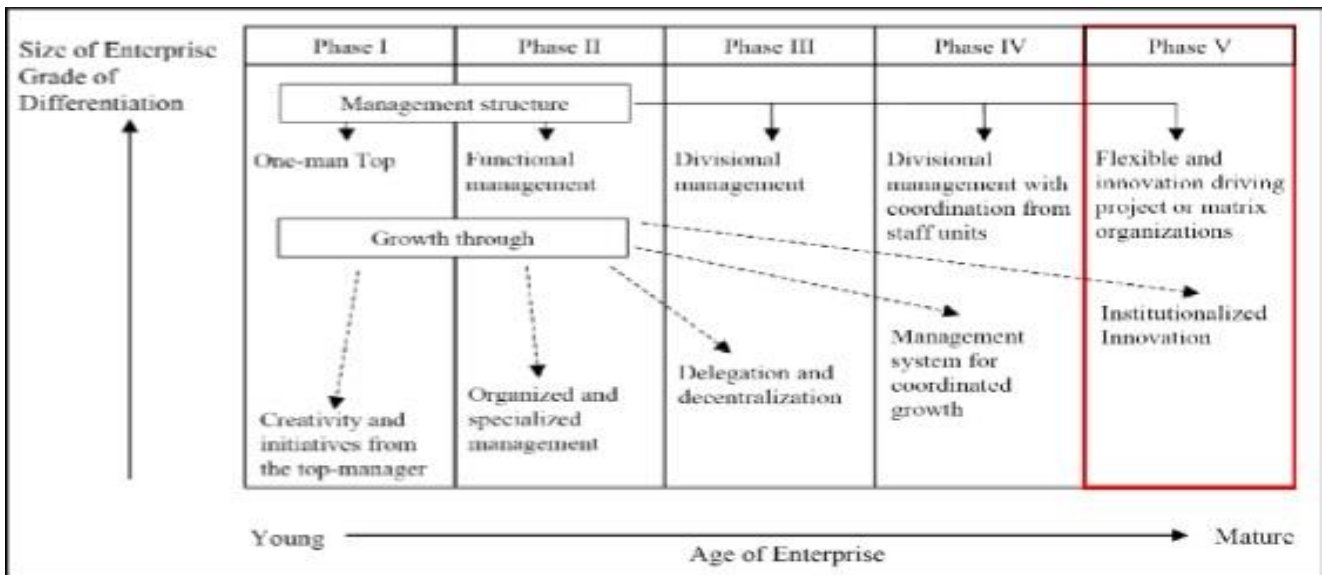 Size of Enterprise
Grade of
Differentiation
Phase I
Phase II
Phase III
Phase IV
Phase V
Management structure
One-man Top
Functional
management
Divisional
management
Divisional
management with
coordination from
staff units
Flexible and
innovation driving
project or matrix
organizations
Growth through
Creativity and
initiatives from
the top-manager
Organized and
specialized
management
Delegation and
decentralization
Management
system for
coordinated
growth
Institutionalized
Innovation
Young
Age of Enterprise
Mature